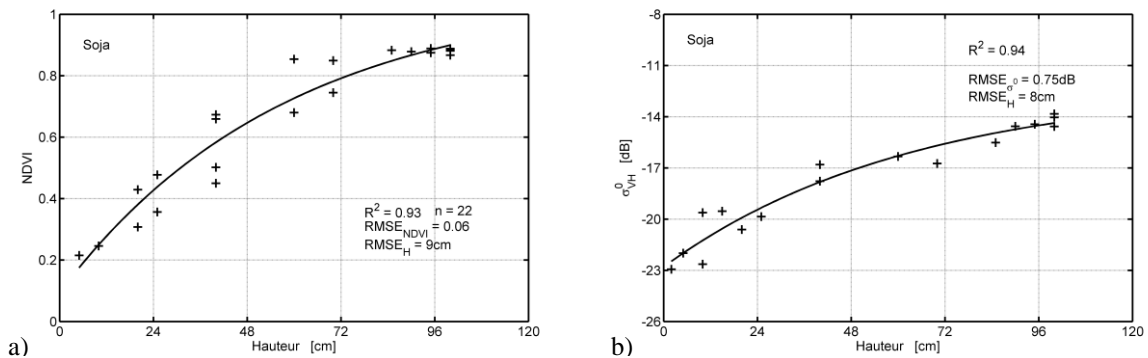 1
0.8
0.6
0.4
0.2
0
NDVI
Soja
R² = 0.93 n = 22
RMSE_NDVI = 0.06
RMSE_H = 9cm
0 24 48 72 96 120
Hauteur [cm]
a)
-8
-11
-14
-17
-20
-23
-26
σ⁰_VH [dB]
Soja
R² = 0.94
RMSE_σ⁰ = 0.75dB
RMSE_H = 8cm
0 24 48 72 96 120
Hauteur [cm]
b)